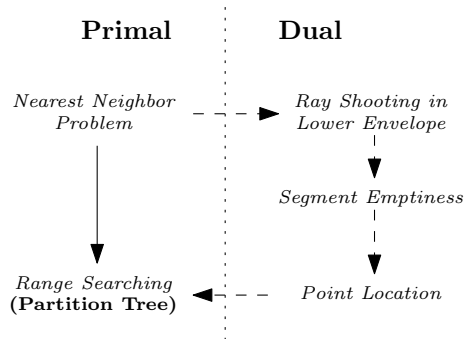 Primal
Dual
Nearest Neighbor
Problem
Ray Shooting in
Lower Envelope
Segment Emptiness
Range Searching
(Partition Tree)
Point Location